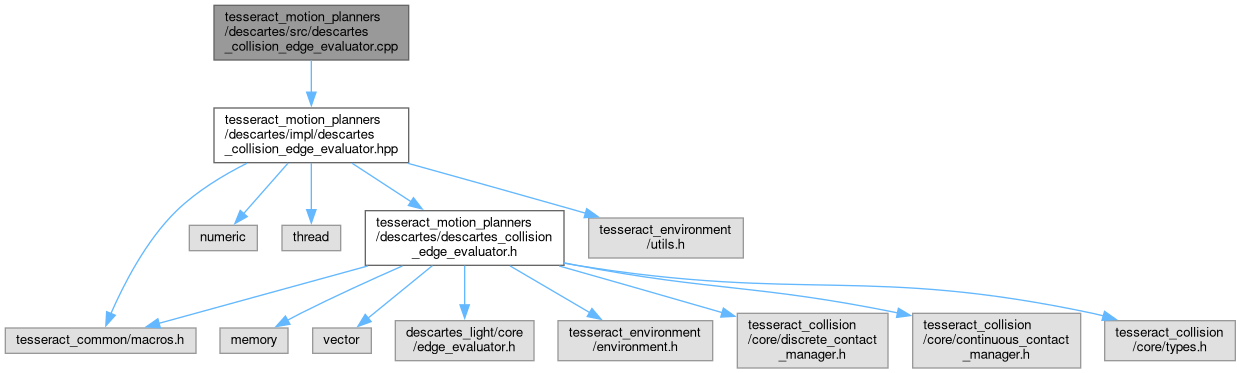 tesseract_motion_planners
/descartes/src/descartes
_collision_edge_evaluator.cpp
tesseract_motion_planners
/descartes/impl/descartes
_collision_edge_evaluator.hpp
numeric
thread
tesseract_motion_planners
/descartes/descartes_collision
_edge_evaluator.h
tesseract_environment
/utils.h
tesseract_common/macros.h
memory
vector
descartes_light/core
/edge_evaluator.h
tesseract_environment
/environment.h
tesseract_collision
/core/discrete_contact
_manager.h
tesseract_collision
/core/continuous_contact
_manager.h
tesseract_collision
/core/types.h